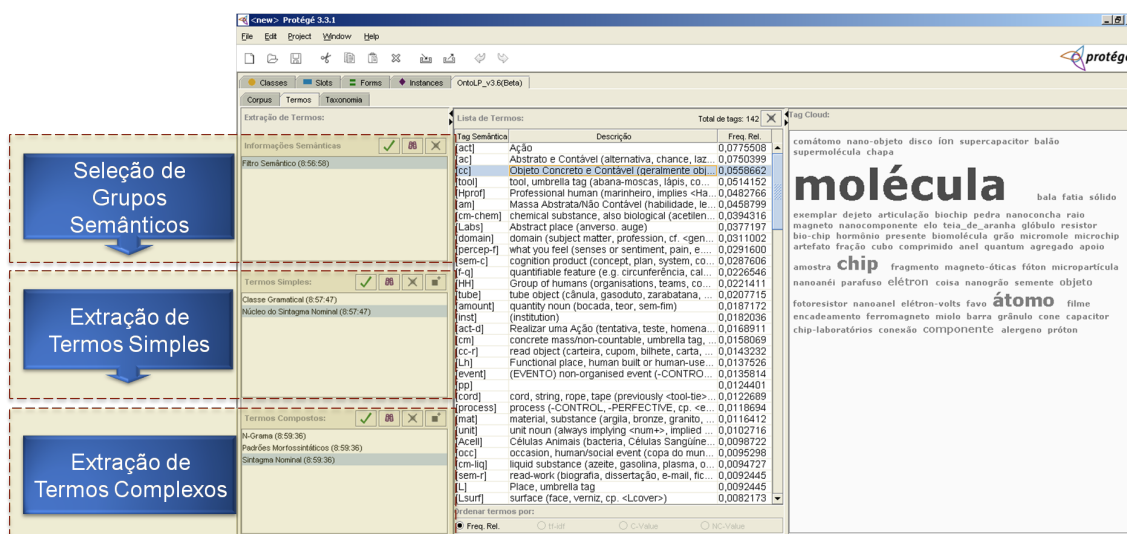 <new> Protégé 3.3.1
File Edit Project Window Help
protégé
Classes Slots Forms Instances OntoLP_v3.6(Beta)
Corpus Termos Taxonomia
Extração de Termos:
Informações Semânticas
Filtro Semântico (8:56:58)
Termos Simples:
Classe Gramatical (8:57:47)
Núcleo do Sintagma Nominal (8:57:47)
Termos Compostos:
N-Grama (8:59:36)
Padrões Morfossintáticos (8:59:36)
Sintagma Nominal (8:59:36)
Seleção de
Grupos
Semânticos
Extração de
Termos Simples
Extração de
Termos Complexos
Lista de Termos: Total de tags: 142
Tag Semântica Descrição Freq. Rel.
[act] Ação 0,0775508
[ac] Abstrato e Contável (alternativa, chance, laz... 0,0750399
[cc] Objeto Concreto e Contável (geralmente obj... 0,0558662
[tool] tool, umbrella tag (abana-moscas, lápis, co... 0,0514152
[Hprof] Professional human (marinheiro, implies <Ha... 0,0482766
[am] Massa Abstrata/Não Contável (habilidade, le... 0,0458799
[cm-chem] chemical substance, also biological (acetilen... 0,0394316
[Labs] Abstract place (anverso. auge) 0,0377197
[domain] domain (subject matter, profession, cf. <gen... 0,0311002
[percep-f] what you feel (senses or sentiment, pain, e... 0,0291600
[sem-c] cognition product (concept, plan, system, co... 0,0287606
[f-q] quantifiable feature (e.g. circunferência, cal... 0,0226546
[HH] Group of humans (organisations, teams, co... 0,0221411
[tube] tube object (cânula, gasoduto, zarabatana, ... 0,0207715
[amount] quantity noun (bocada, teor, sem-fim) 0,0187172
[inst] (institution) 0,0182036
[act-d] Realizar uma Ação (tentativa, teste, homena... 0,0168911
[cm] concrete mass/non-countable, umbrella tag, ... 0,0158069
[cc-r] read object (carteira, cupom, bilhete, carta, ... 0,0143232
[Lh] Functional place, human built or human-use... 0,0137526
[event] (EVENTO) non-organised event (-CONTRO... 0,0135814
[pp] 0,0124401
[cord] cord, string, rope, tape (previously <tool-tie>... 0,0122689
[process] process (-CONTROL, -PERFECTIVE, cp. <e... 0,0118694
[mat] material, substance (argila, bronze, granito, ... 0,0116412
[unit] unit noun (always implying <num+>, implied ... 0,0102716
[Acell] Células Animais (bacteria, Células Sangüíne... 0,0098722
[occ] occasion, human/social event (copa do mun... 0,0095298
[cm-liq] liquid substance (azeite, gasolina, plasma, o... 0,0094727
[sem-r] read-work (biografia, dissertação, e-mail, fic... 0,0092445
[L] Place, umbrella tag 0,0092445
[Lsurf] surface (face, verniz, cp. <Lcover>) 0,0082173
Ordenar termos por:
Freq. Rel. tf-idf C-Value NC-Value
Tag Cloud:
comátomo nano-objeto disco íon supercapacitor balão
supermolécula chapa
molécula bala fatia sólido
exemplar dejeto articulação biochip pedra nanoconcha raio
magneto nanocomponente elo teia_de_aranha glóbulo resistor
bio-chip hormônio presente biomolécula grão micromole microchip
artefato fração cubo comprimido anel quantum agregado apoio
amostra chip fragmento magneto-óticas fóton micropartícula
nanoanéi parafuso elétron coisa nanogrão semente objeto
fotoresistor nanoanel elétron-volts favo átomo filme
encadeamento ferromagneto miolo barra grânulo cone capacitor
chip-laboratórios conexão componente alergeno próton